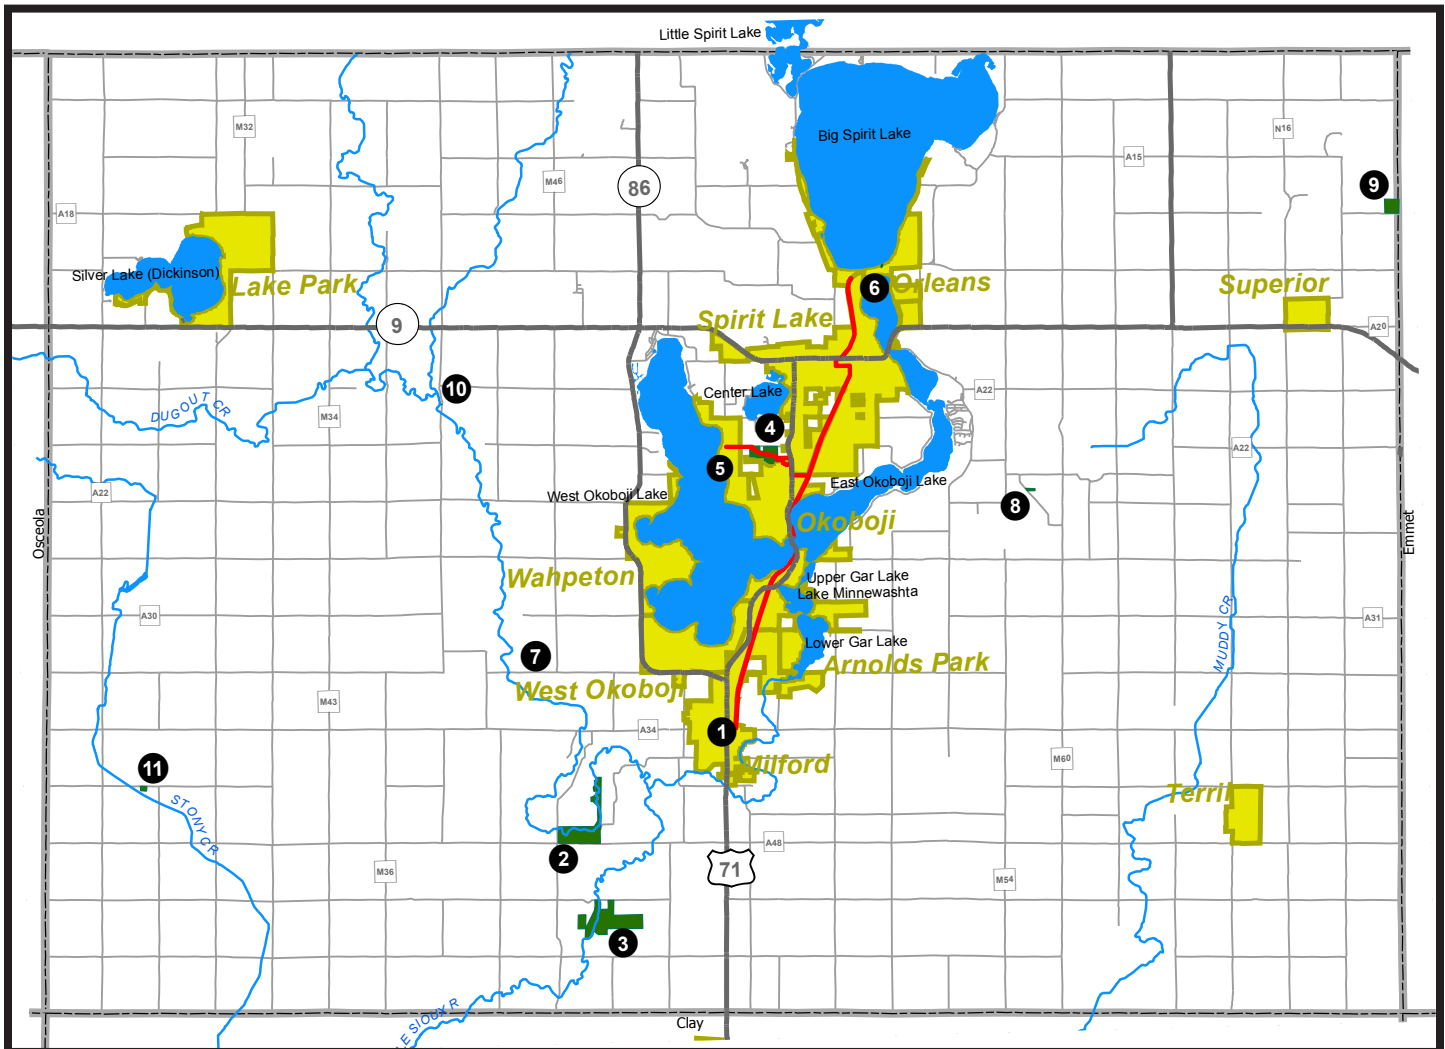 Little Spirit Lake
Big Spirit Lake
M32
N16
A15
M46
86
9
A18
Silver Lake (Dickinson)
Lake Park
6
Orleans
Superior
Spirit Lake
9
A20
10
Center Lake
A22
DUGOUT CR
M34
4
A22
5
East Okoboji Lake
A22
West Okoboji Lake
8
Okoboji
Osceola
Emmet
Wahpeton
Upper Gar Lake
Lake Minnewashta
A30
A31
MUDDY CR
Lower Gar Lake
7
Arnolds Park
West Okoboji
M43
A34
1
M60
Milford
11
Terril
STONY CR
A48
2
71
M36
M54
3
LE SIOUX R
Clay